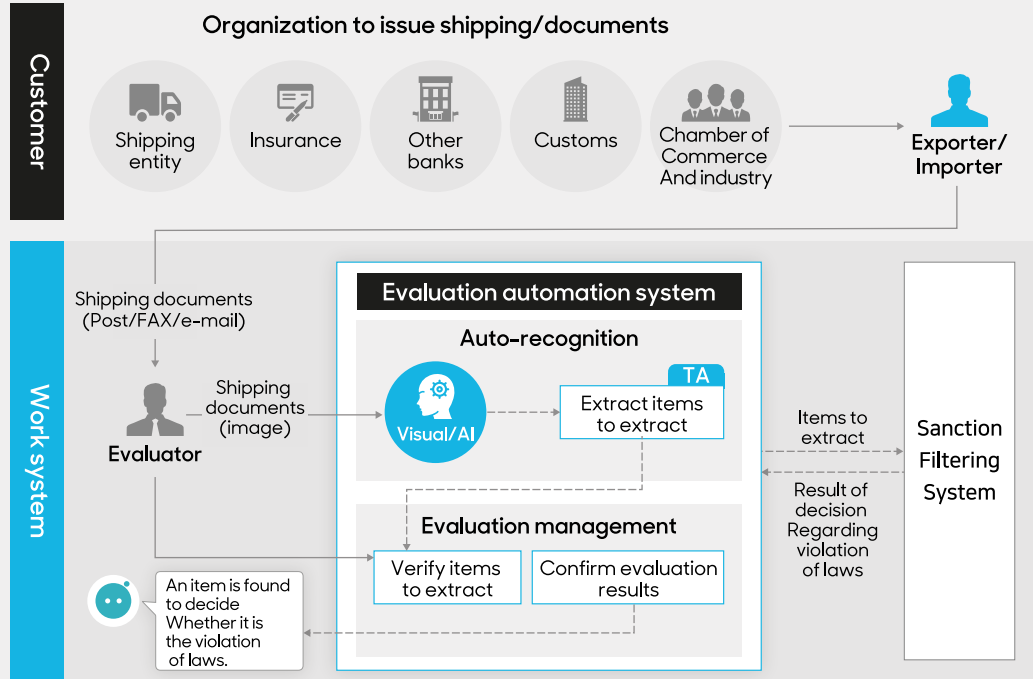 Customer
Organization to issue shipping/documents
Shipping
entity
Insurance
Other
banks
Customs
Chamber of
Commerce
And industry
Exporter/
Importer
Work system
Shipping documents
(Post/FAX/e-mail)
Evaluator
Shipping
documents
(image)
Evaluation automation system
Auto-recognition
Visual/AI
TA
Extract items
to extract
Evaluation management
Verify items
to extract
Confirm evaluation
results
Items to
extract
Result of
decision
Regarding
violation
of laws
Sanction
Filtering
System
An item is found
to decide
Whether it is
the violation
of laws.